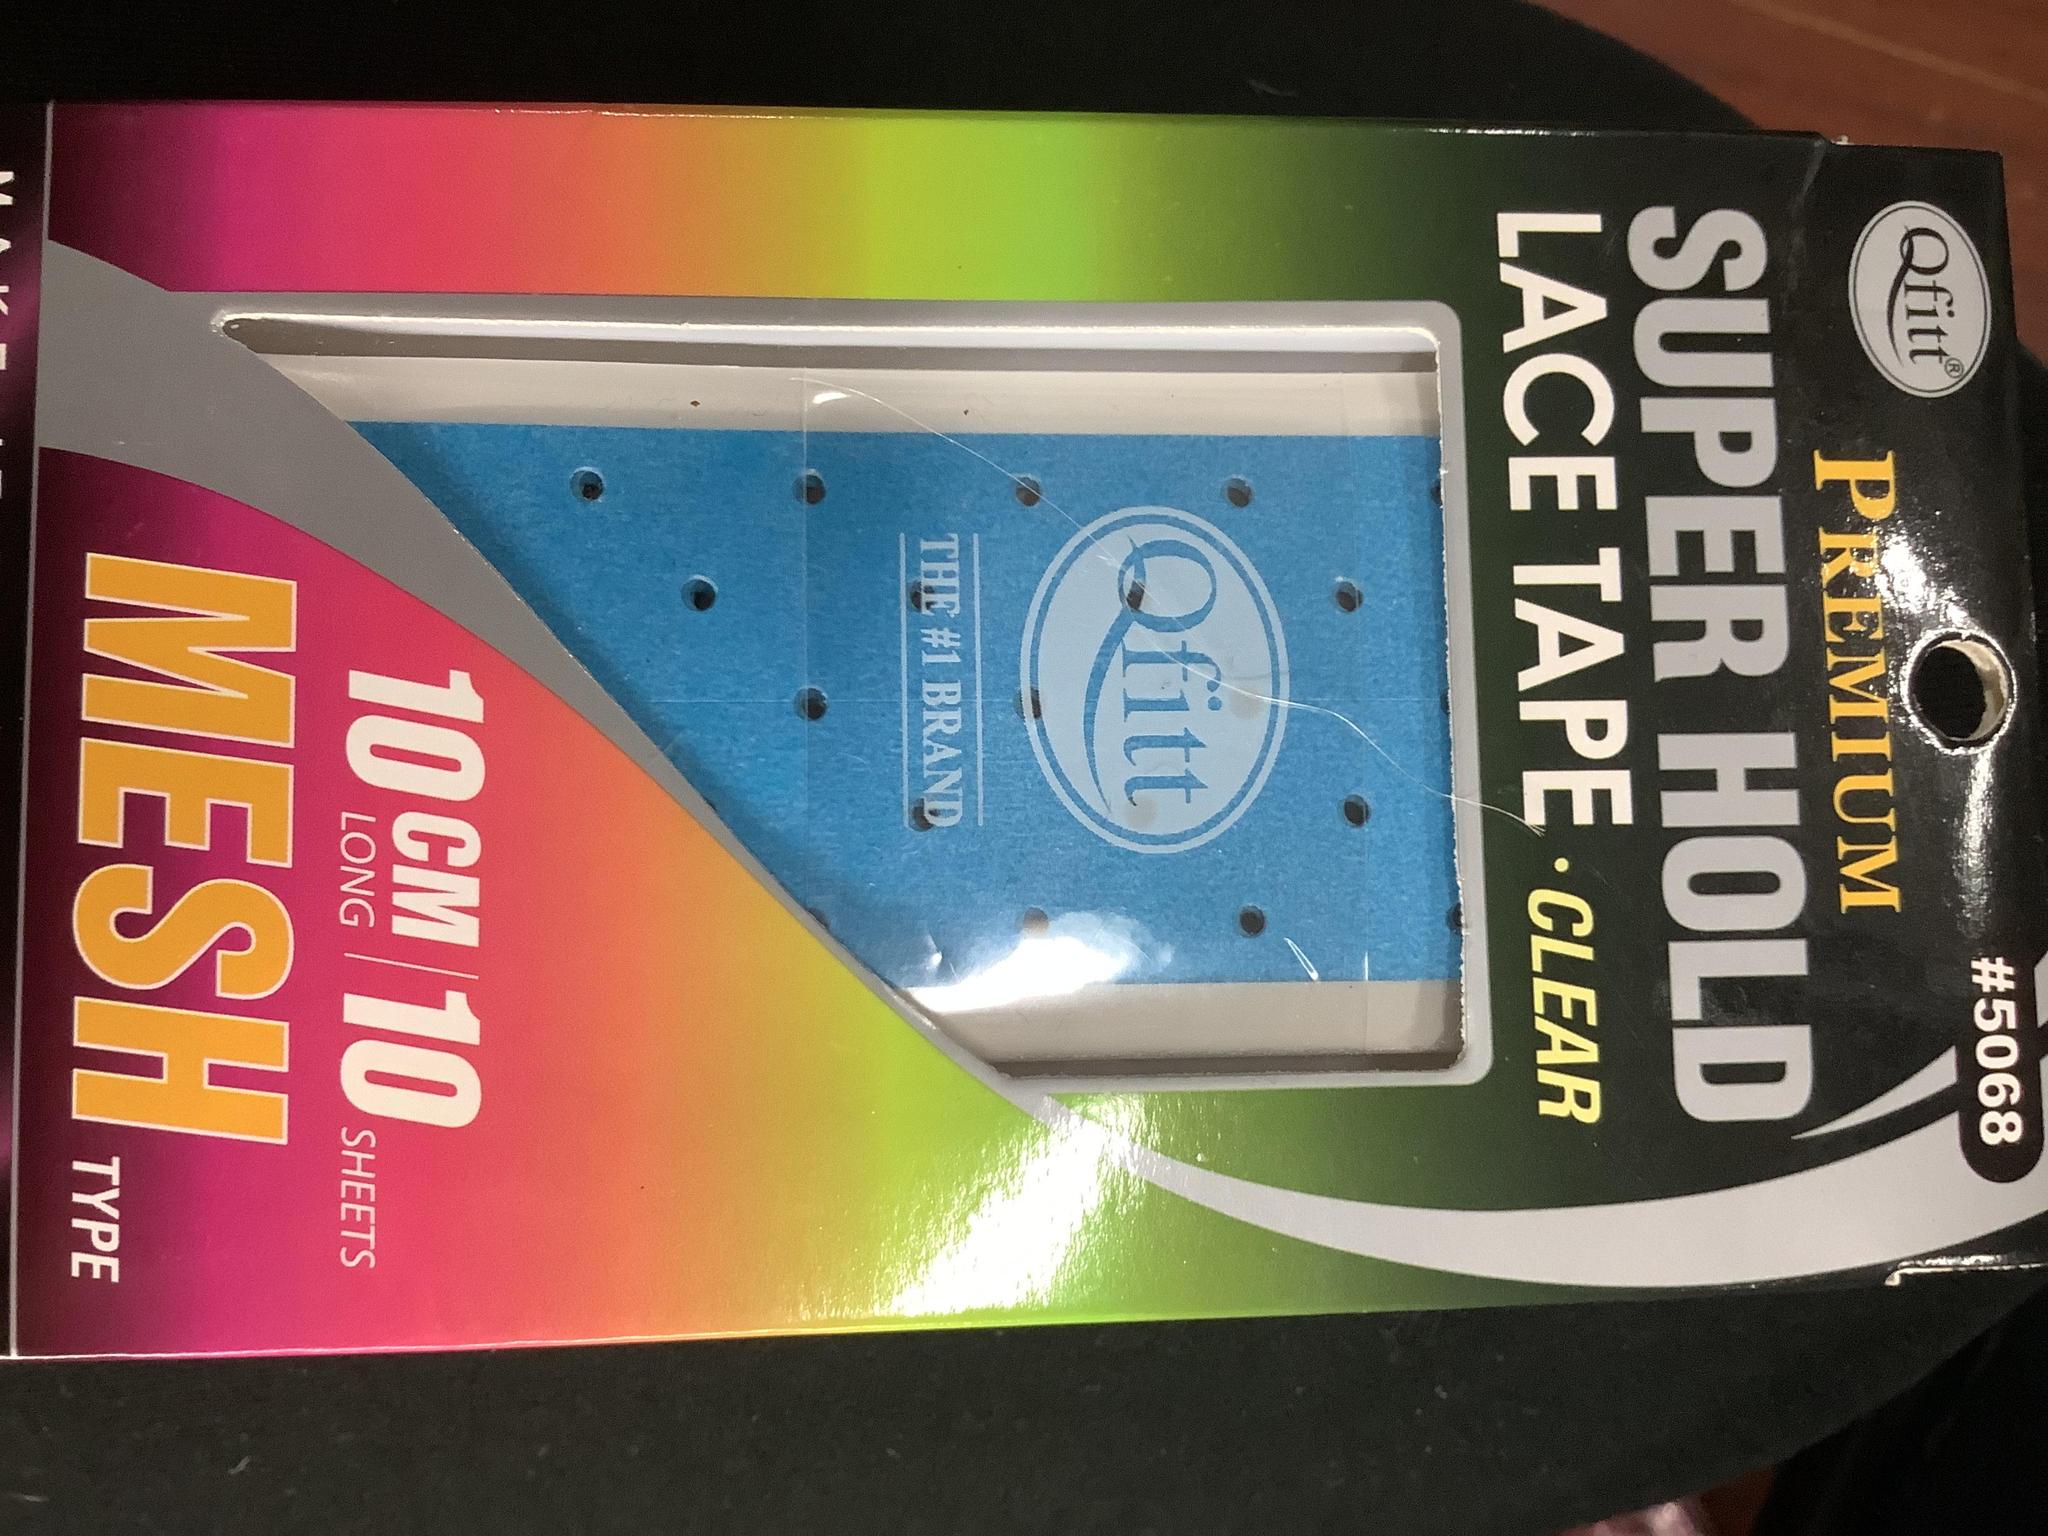 Qfitt®
#5068
PREMIUM
SUPER HOLD
LACE TAPE • CLEAR
Qfitt
THE #1 BRAND
10CM 10
LONG SHEETS
MESH TYPE